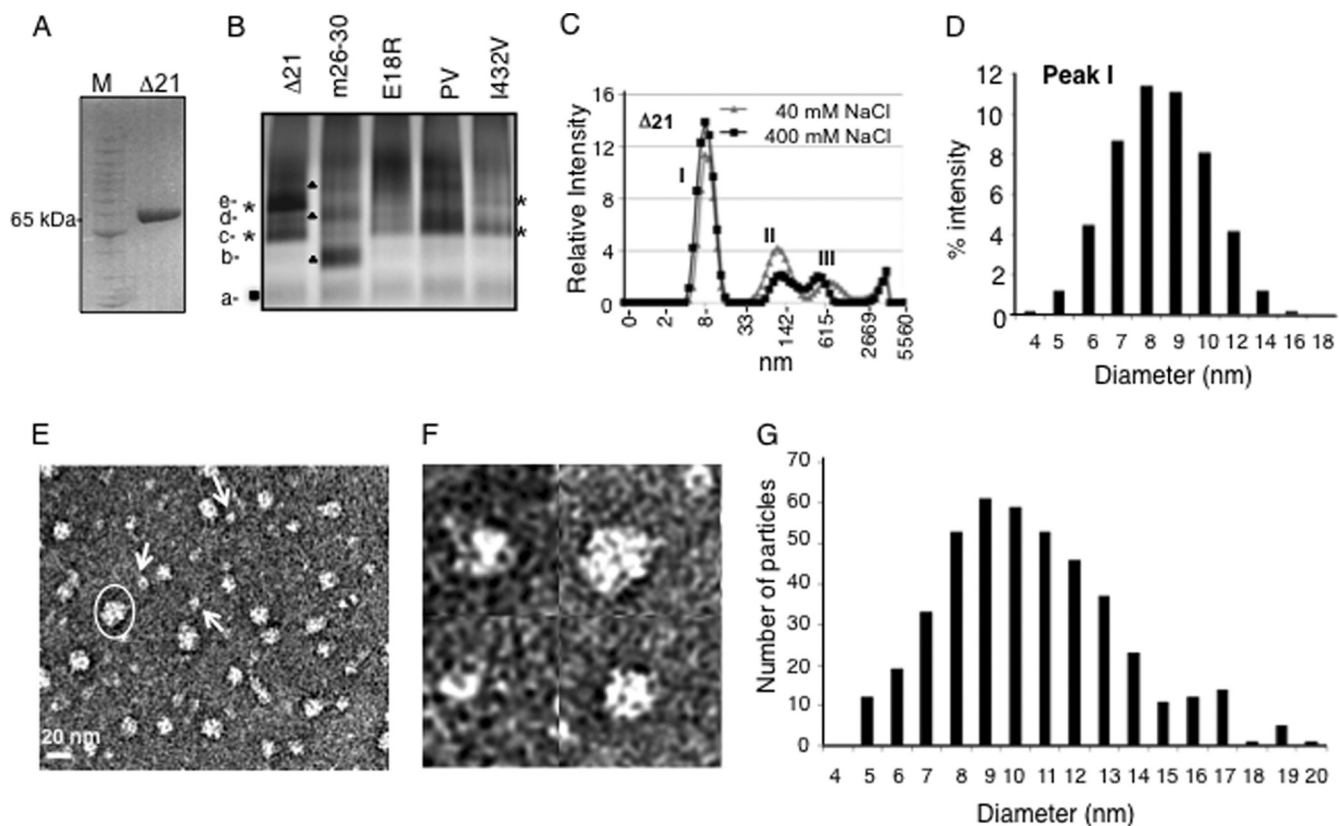 A
M Δ21
65 kDa-
B
Δ21 m26-30 E18R PV I432V
e-
*
d-
c- *
b-
a-
*
*
C
Δ21
40 mM NaCl
400 mM NaCl
I
II
III
Relative Intensity
16
12
8
4
0
0 2 8 33 142 615 2669 5560
nm
D
Peak I
% intensity
12
10
8
6
4
2
0
4 5 6 7 8 9 10 12 14 16 18
Diameter (nm)
E
20 nm
F
G
Number of particles
70
60
50
40
30
20
10
0
4 5 6 7 8 9 10 11 12 13 14 15 16 17 18 19 20
Diameter (nm)